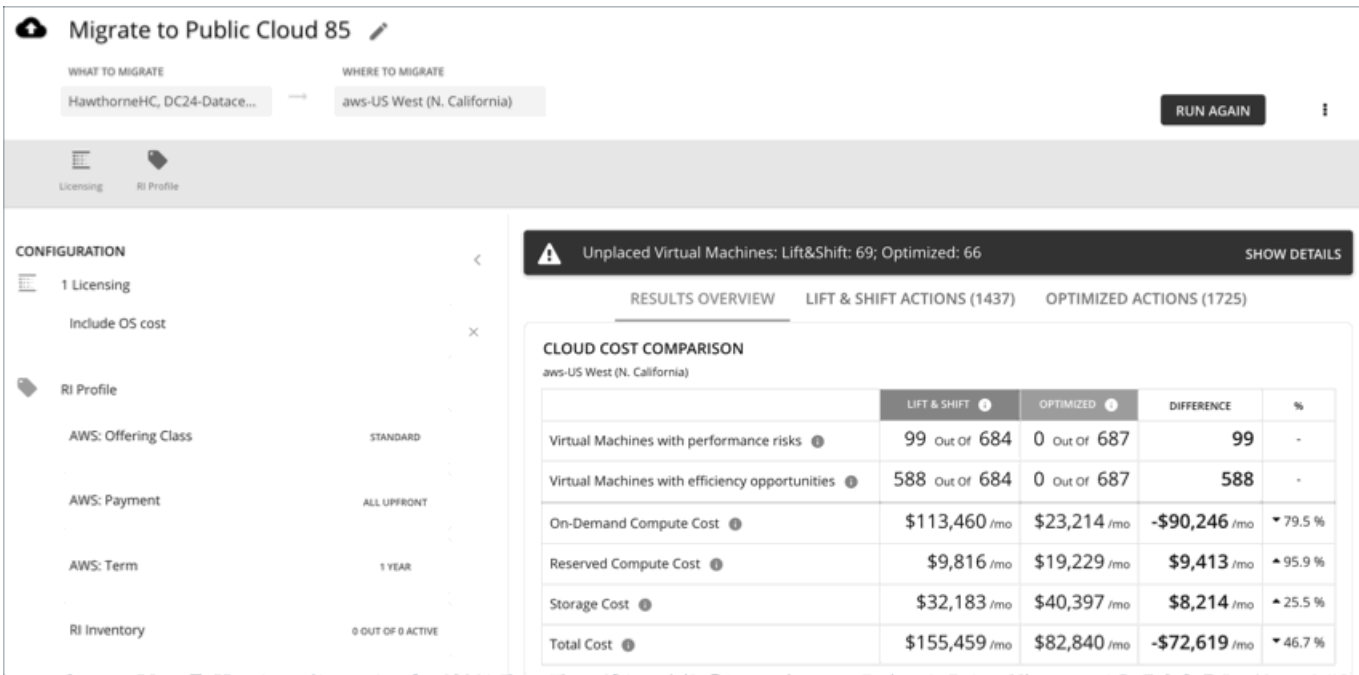 Migrate to Public Cloud 85
WHAT TO MIGRATE
WHERE TO MIGRATE
HawthorneHC, DC24-Datace...
aws-US West (N. California)
RUN AGAIN
Licensing
RI Profile
CONFIGURATION
1 Licensing
Include OS cost
RI Profile
AWS: Offering Class STANDARD
AWS: Payment ALL UPFRONT
AWS: Term 1 YEAR
RI Inventory 0 OUT OF 0 ACTIVE
Unplaced Virtual Machines: Lift&Shift: 69; Optimized: 66 SHOW DETAILS
RESULTS OVERVIEW LIFT & SHIFT ACTIONS (1437) OPTIMIZED ACTIONS (1725)
CLOUD COST COMPARISON
aws-US West (N. California)
LIFT & SHIFT OPTIMIZED DIFFERENCE %
Virtual Machines with performance risks 99 Out Of 684 0 Out Of 687 99 -
Virtual Machines with efficiency opportunities 588 Out Of 684 0 Out Of 687 588 -
On-Demand Compute Cost $113,460 /mo $23,214 /mo -$90,246 /mo 79.5 %
Reserved Compute Cost $9,816 /mo $19,229 /mo $9,413 /mo 95.9 %
Storage Cost $32,183 /mo $40,397 /mo $8,214 /mo 25.5 %
Total Cost $155,459 /mo $82,840 /mo -$72,619 /mo 46.7 %